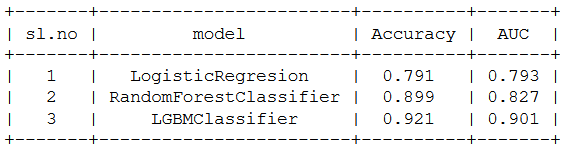 +-------+------------------------+----------+-------+
| sl.no |         model          | Accuracy |  AUC  |
+-------+------------------------+----------+-------+
|   1   |   LogisticRegresion    |  0.791   | 0.793 |
|   2   | RandomForestClassifier |  0.899   | 0.827 |
|   3   |     LGBMClassifier     |  0.921   | 0.901 |
+-------+------------------------+----------+-------+